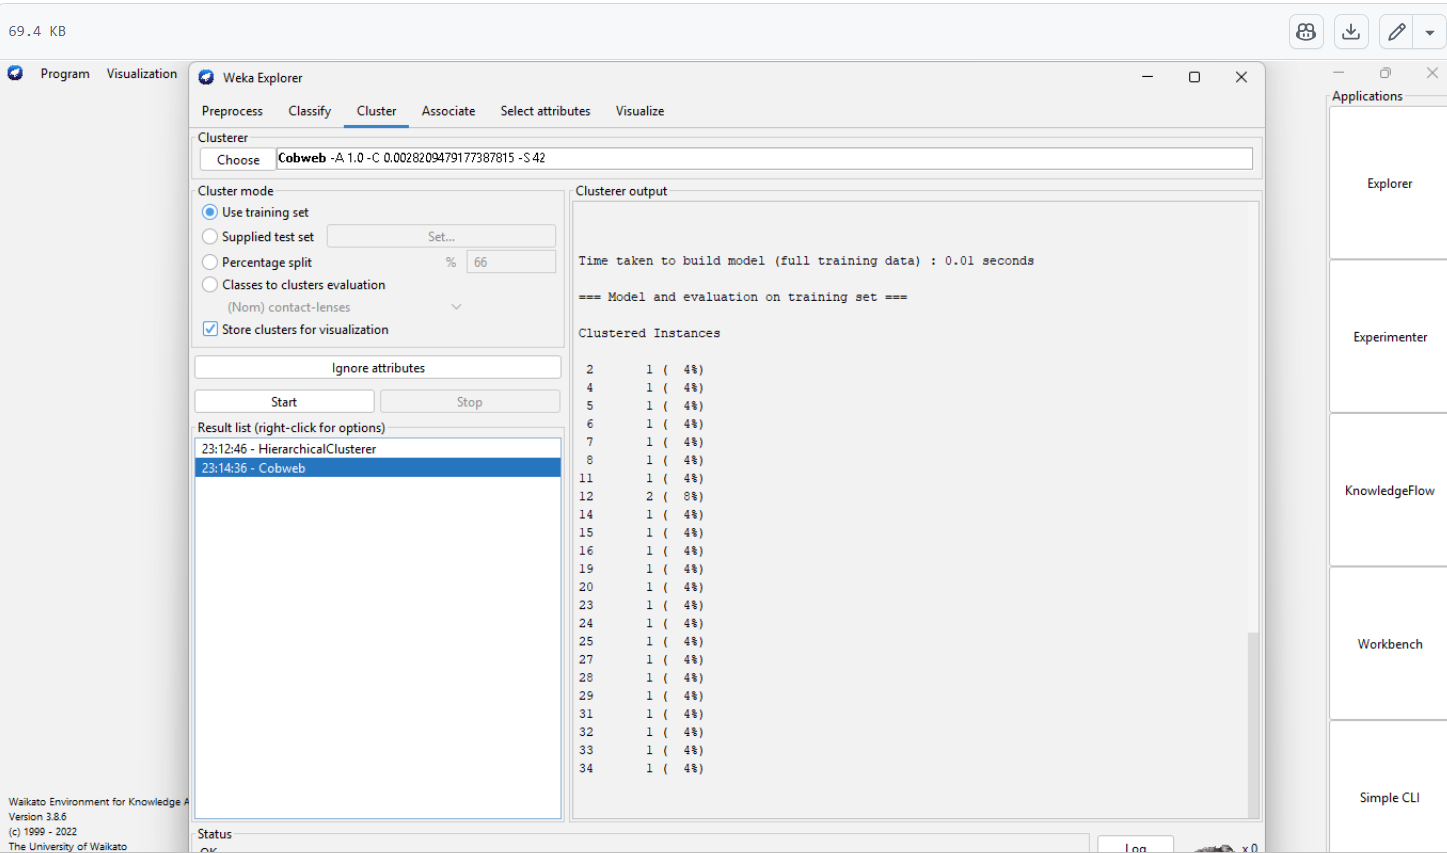 69.4 KB
Program Visualization
Weka Explorer
Preprocess Classify Cluster Associate Select attributes Visualize
Clusterer
Choose Cobweb -A 1.0 -C 0.0028209479177387815 -S 42
Cluster mode
Use training set
Supplied test set Set...
Percentage split % 66
Classes to clusters evaluation
(Nom) contact-lenses
Store clusters for visualization
Ignore attributes
Start Stop
Result list (right-click for options)
23:12:46 - HierarchicalClusterer
23:14:36 - Cobweb
Clusterer output
Time taken to build model (full training data) : 0.01 seconds
=== Model and evaluation on training set ===
Clustered Instances
2 1 ( 4%)
4 1 ( 4%)
5 1 ( 4%)
6 1 ( 4%)
7 1 ( 4%)
8 1 ( 4%)
11 1 ( 4%)
12 2 ( 8%)
14 1 ( 4%)
15 1 ( 4%)
16 1 ( 4%)
19 1 ( 4%)
20 1 ( 4%)
23 1 ( 4%)
24 1 ( 4%)
25 1 ( 4%)
27 1 ( 4%)
28 1 ( 4%)
29 1 ( 4%)
31 1 ( 4%)
32 1 ( 4%)
33 1 ( 4%)
34 1 ( 4%)
Status
OK
Log x 0
Applications
Explorer
Experimenter
KnowledgeFlow
Workbench
Simple CLI
Waikato Environment for Knowledge A
Version 3.8.6
(c) 1999 - 2022
The University of Waikato